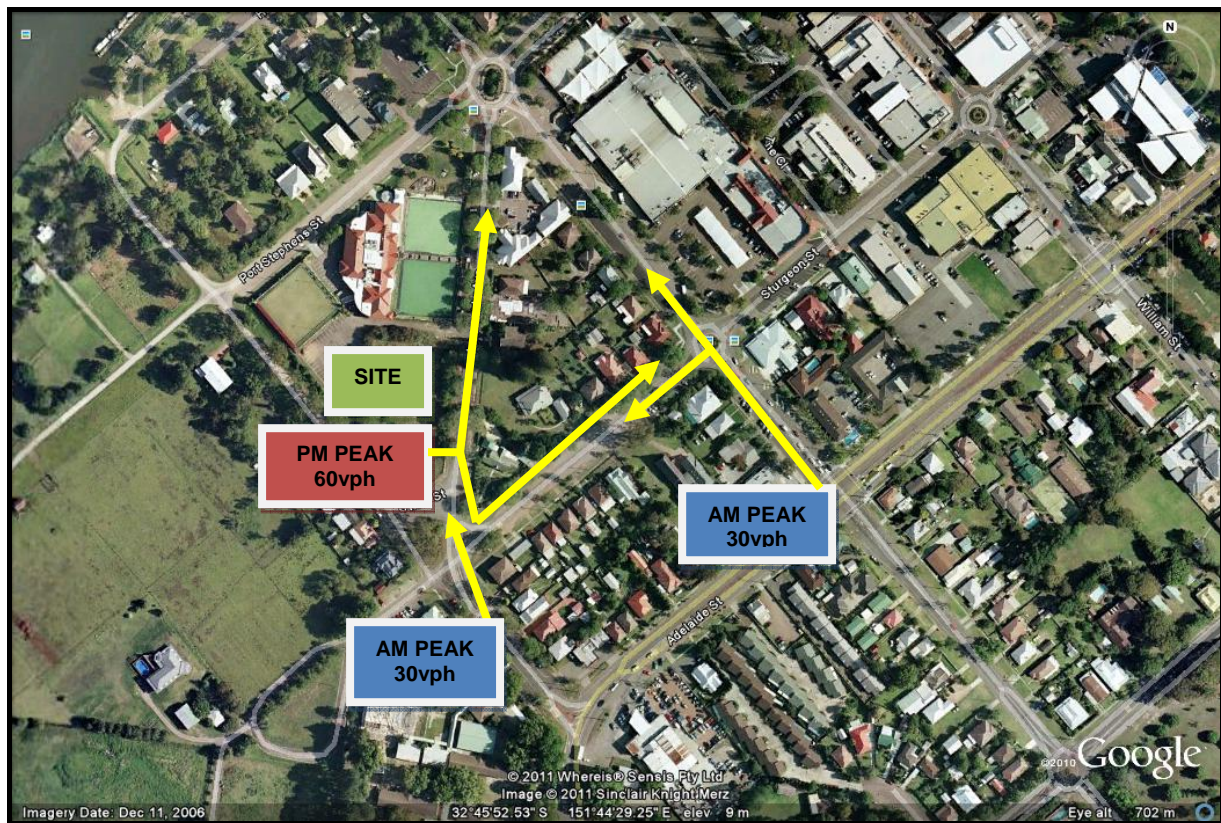 N
Port Stephens St
Sturgeon St
William St
SITE
PM PEAK
60vph
AM PEAK
30vph
AM PEAK
30vph
Adelaide St
Google
©2010
© 2011 Whereis® Sensis Pty Ltd
Image © 2011 Sinclair Knight Merz
Imagery Date: Dec 11, 2006
32°45'52.53" S 151°44'29.25" E elev 9 m
Eye alt 702 m